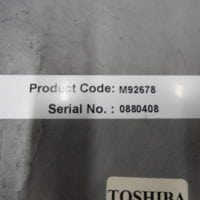 Product Code: M92678
Serial No. : 0880408
TOSHIBA